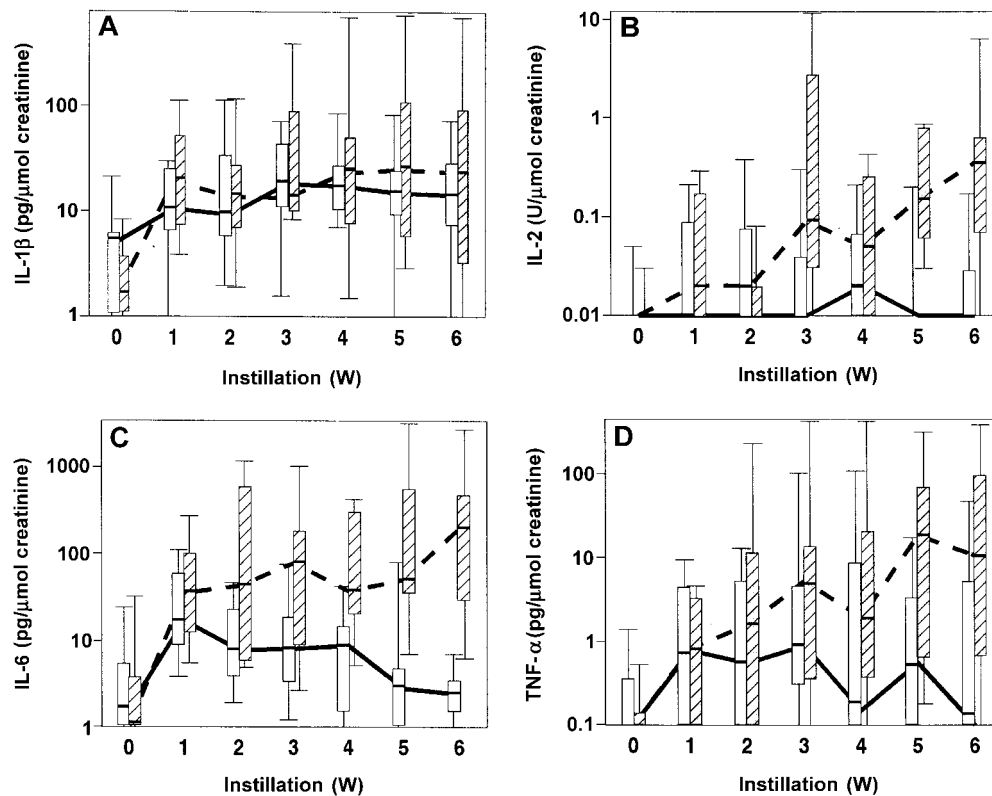 A
IL-1β (pg/μmol creatinine)
100
10
1
0 1 2 3 4 5 6
Instillation (W)
B
IL-2 (U/μmol creatinine)
10
1
0.1
0.01
0 1 2 3 4 5 6
Instillation (W)
C
IL-6 (pg/μmol creatinine)
1000
100
10
1
0 1 2 3 4 5 6
Instillation (W)
D
TNF-α (pg/μmol creatinine)
100
10
1
0.1
0 1 2 3 4 5 6
Instillation (W)